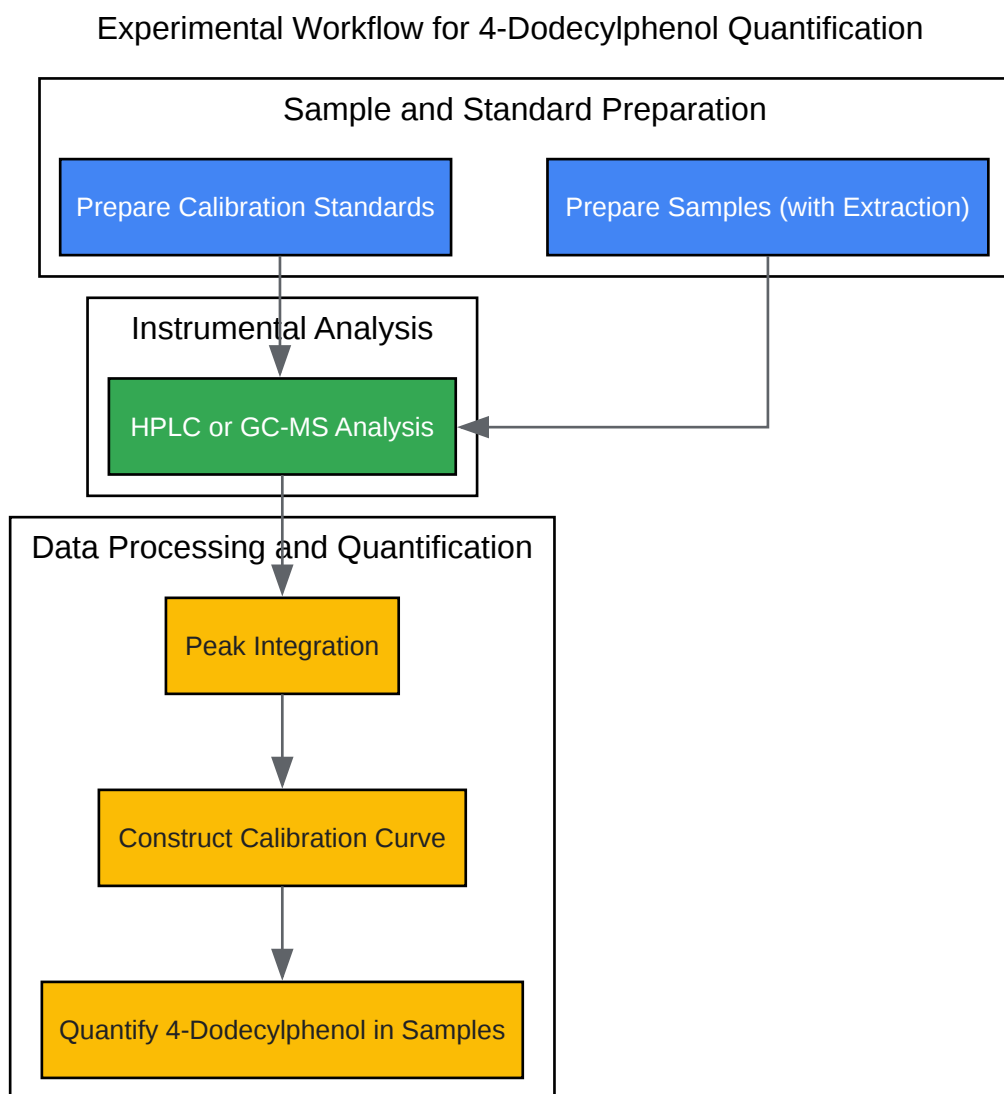 Experimental Workflow for 4-Dodecylphenol Quantification
Sample and Standard Preparation
Prepare Calibration Standards
Prepare Samples (with Extraction)
Instrumental Analysis
HPLC or GC-MS Analysis
Data Processing and Quantification
Peak Integration
Construct Calibration Curve
Quantify 4-Dodecylphenol in Samples